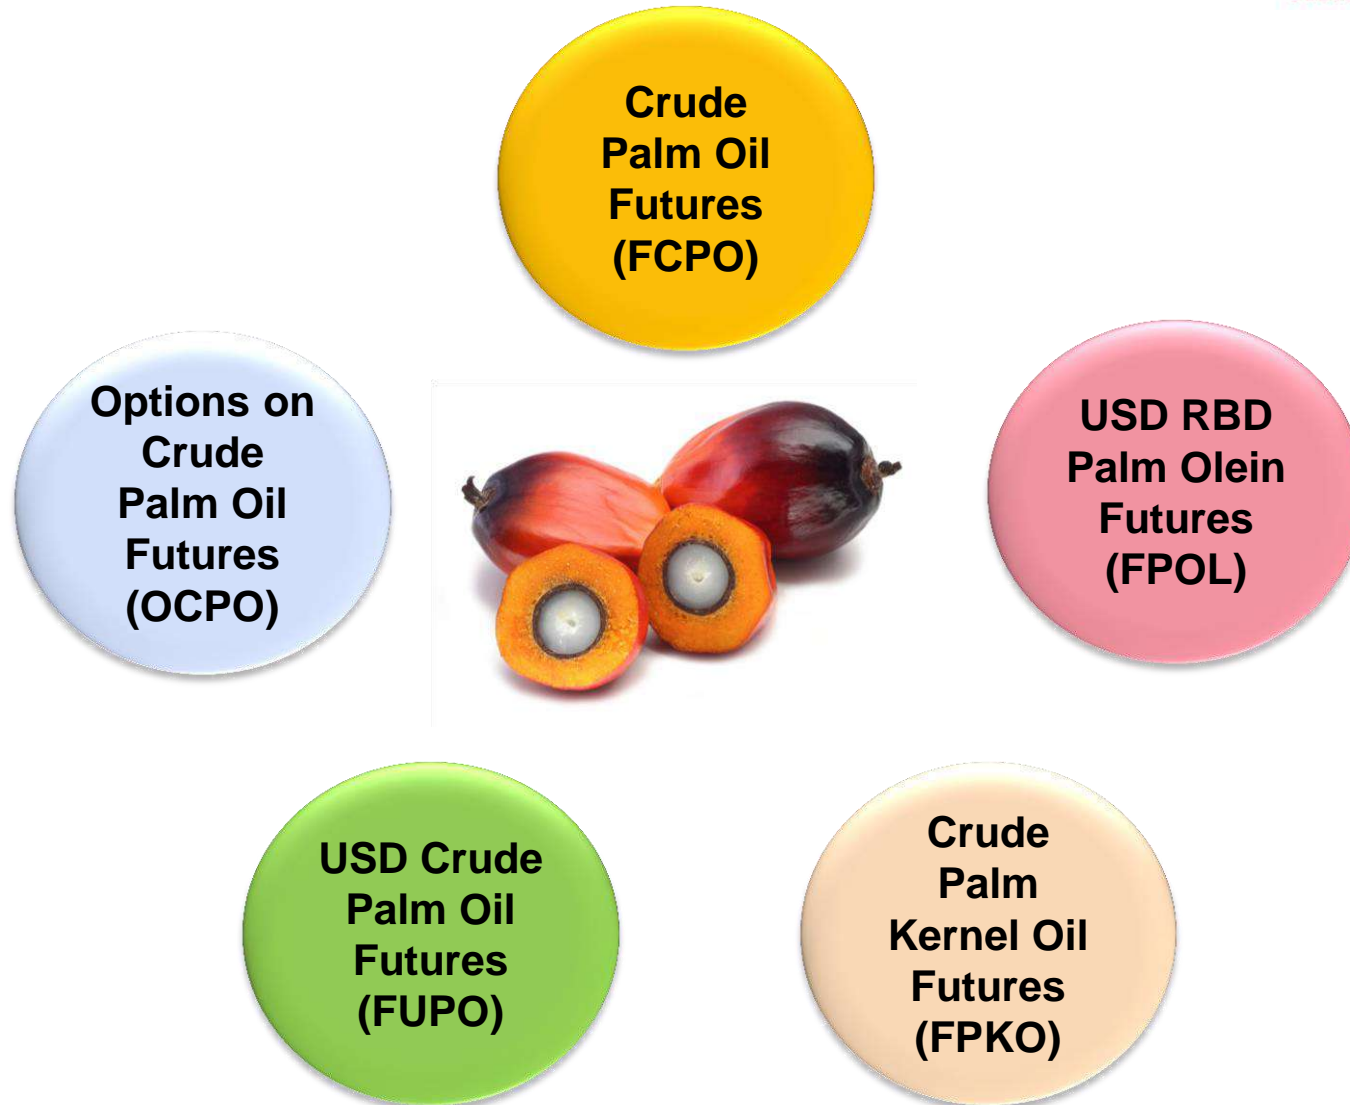 Crude
Palm Oil
Futures
(FCPO)
Options on
Crude
Palm Oil
Futures
(OCPO)
USD RBD
Palm Olein
Futures
(FPOL)
USD Crude
Palm Oil
Futures
(FUPO)
Crude
Palm
Kernel Oil
Futures
(FPKO)